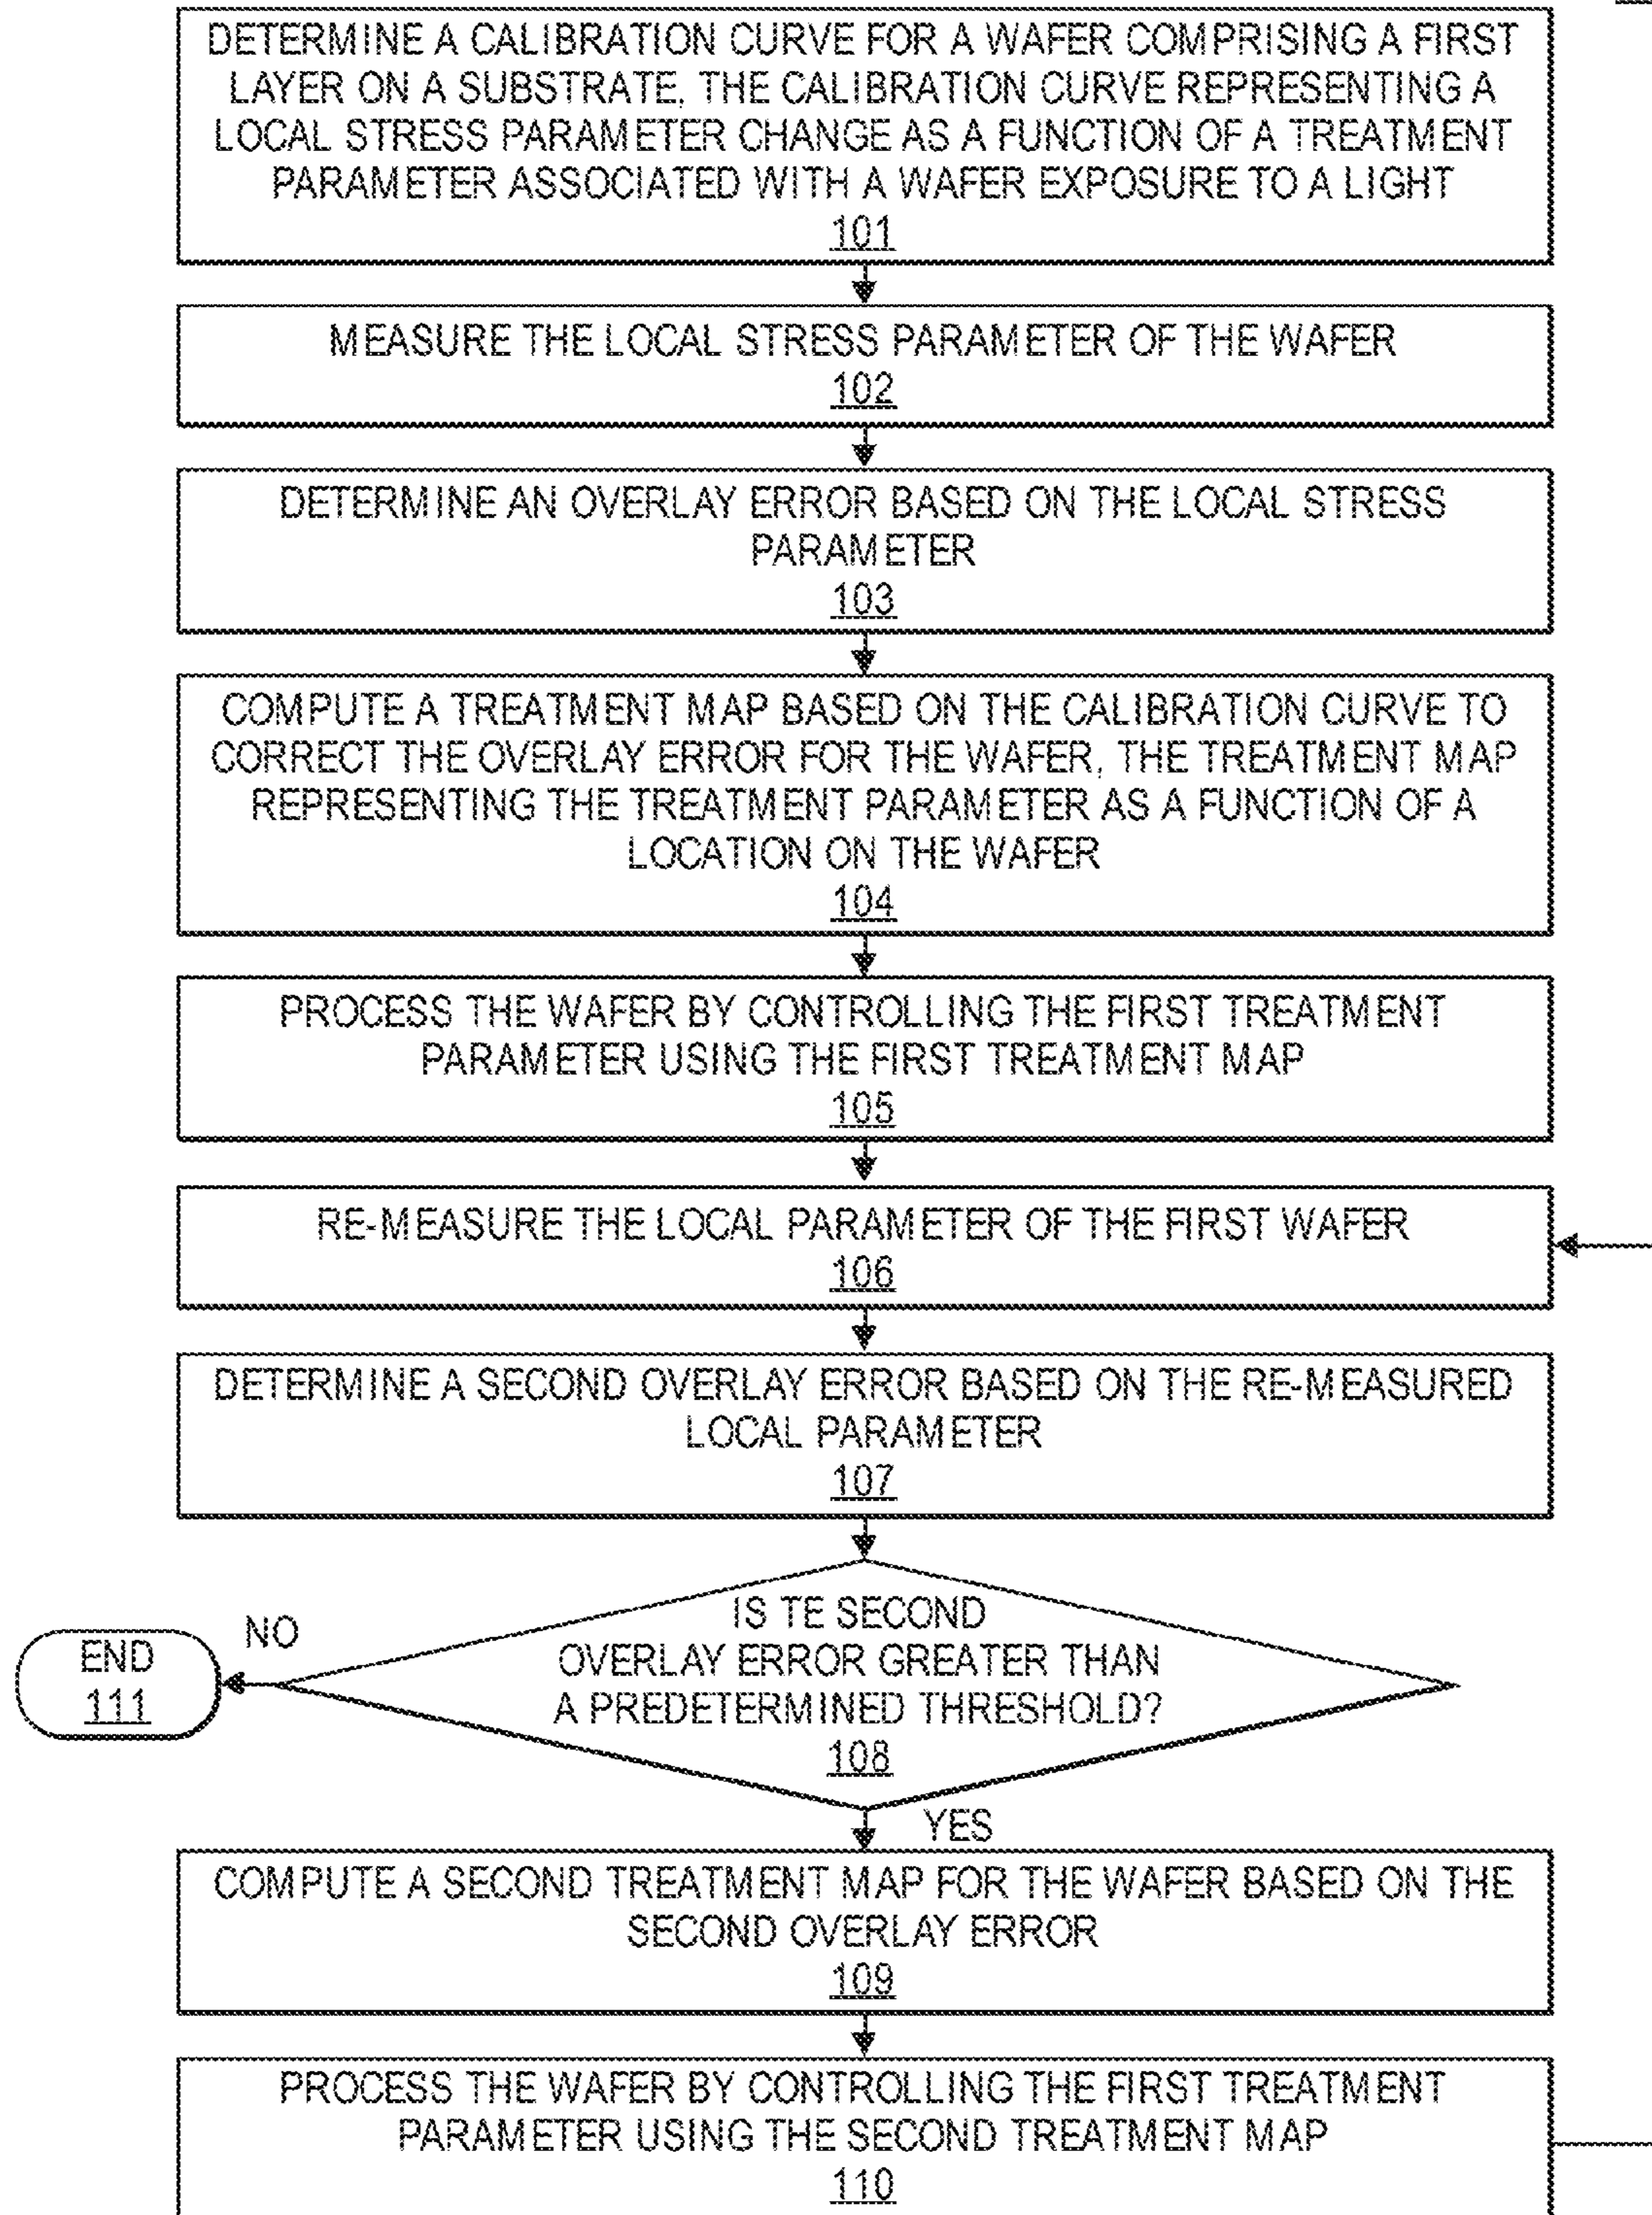 DETERMINE A CALIBRATION CURVE FOR A WAFER COMPRISING A FIRST
LAYER ON A SUBSTRATE, THE CALIBRATION CURVE REPRESENTING A
LOCAL STRESS PARAMETER CHANGE AS A FUNCTION OF A TREATMENT
PARAMETER ASSOCIATED WITH A WAFER EXPOSURE TO A LIGHT
101
MEASURE THE LOCAL STRESS PARAMETER OF THE WAFER
102
DETERMINE AN OVERLAY ERROR BASED ON THE LOCAL STRESS
PARAMETER
103
COMPUTE A TREATMENT MAP BASED ON THE CALIBRATION CURVE TO
CORRECT THE OVERLAY ERROR FOR THE WAFER, THE TREATMENT MAP
REPRESENTING THE TREATMENT PARAMETER AS A FUNCTION OF A
LOCATION ON THE WAFER
104
PROCESS THE WAFER BY CONTROLLING THE FIRST TREATMENT
PARAMETER USING THE FIRST TREATMENT MAP
105
RE-MEASURE THE LOCAL PARAMETER OF THE FIRST WAFER
106
DETERMINE A SECOND OVERLAY ERROR BASED ON THE RE-MEASURED
LOCAL PARAMETER
107
IS TE SECOND
OVERLAY ERROR GREATER THAN
A PREDETERMINED THRESHOLD?
108
NO
END
111
YES
COMPUTE A SECOND TREATMENT MAP FOR THE WAFER BASED ON THE
SECOND OVERLAY ERROR
109
PROCESS THE WAFER BY CONTROLLING THE FIRST TREATMENT
PARAMETER USING THE SECOND TREATMENT MAP
110